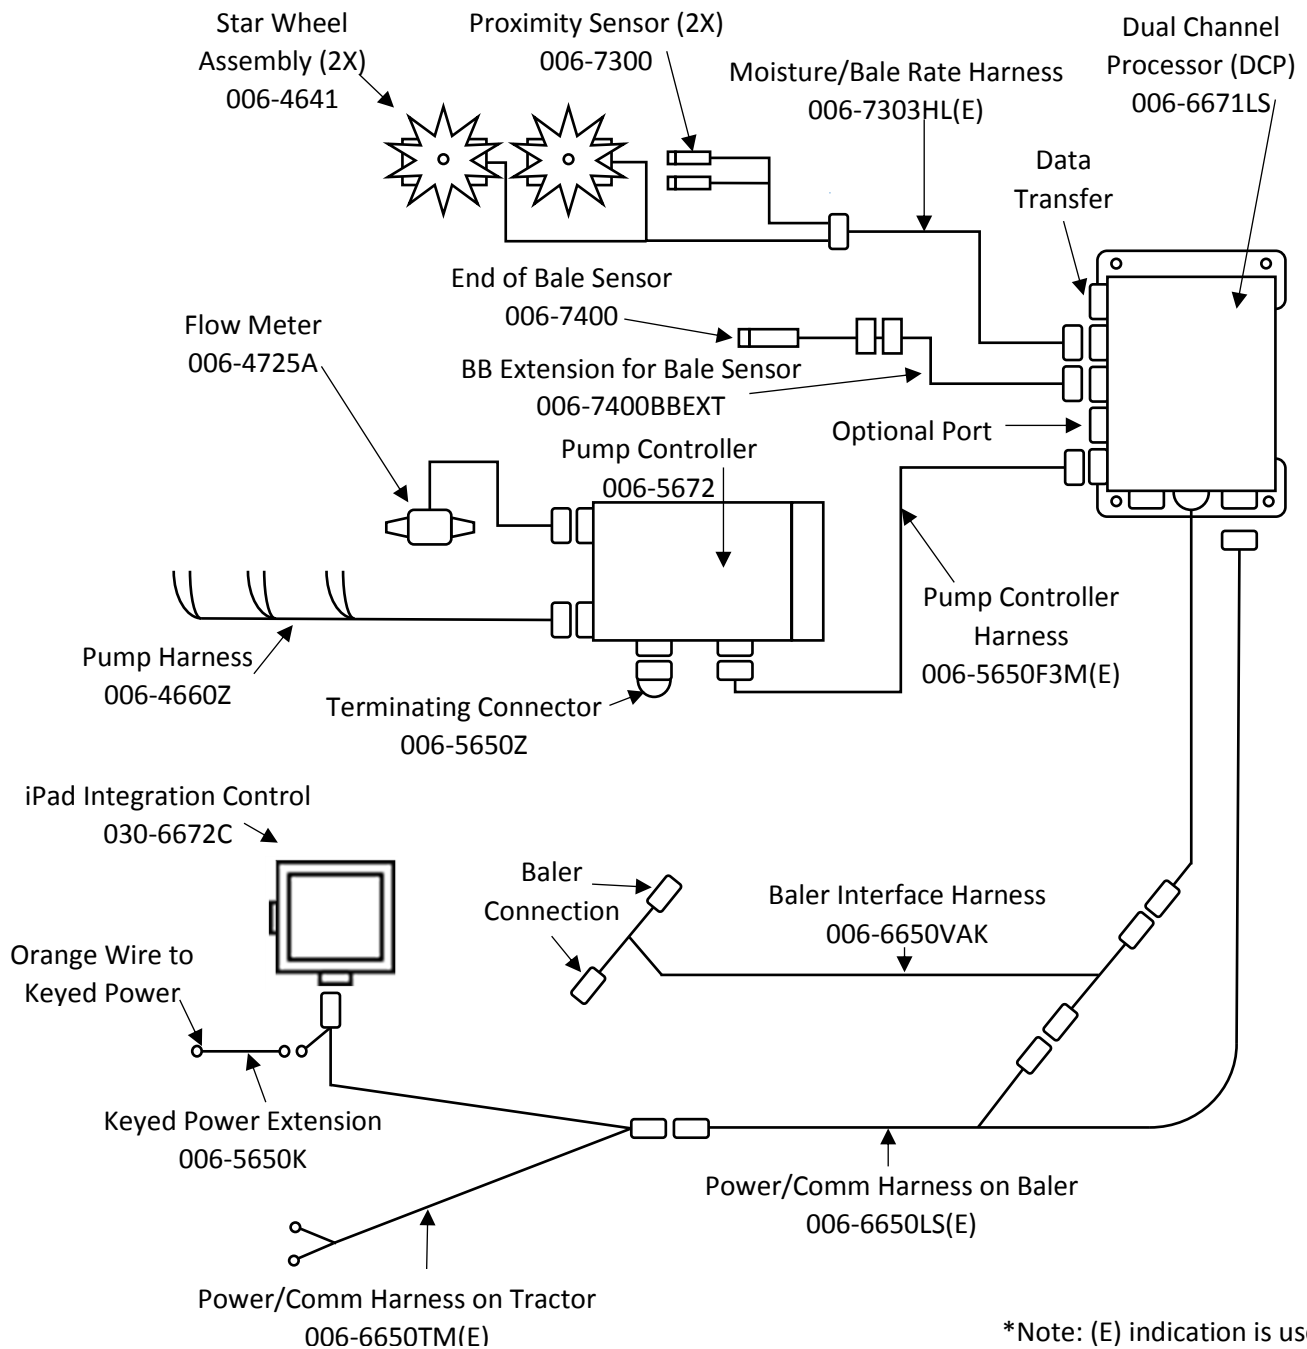 Star Wheel
Assembly (2X)
006-4641
Proximity Sensor (2X)
006-7300
Moisture/Bale Rate Harness
006-7303HL(E)
Dual Channel
Processor (DCP)
006-6671LS
Data
Transfer
End of Bale Sensor
006-7400
Flow Meter
006-4725A
BB Extension for Bale Sensor
006-7400BBEXT
Optional Port
Pump Controller
006-5672
Pump Controller
Harness
006-5650F3M(E)
Pump Harness
006-4660Z
Terminating Connector
006-5650Z
iPad Integration Control
030-6672C
Baler
Connection
Baler Interface Harness
006-6650VAK
Orange Wire to
Keyed Power
Keyed Power Extension
006-5650K
Power/Comm Harness on Baler
006-6650LS(E)
Power/Comm Harness on Tractor
006-6650TM(E)
*Note: (E) indication is